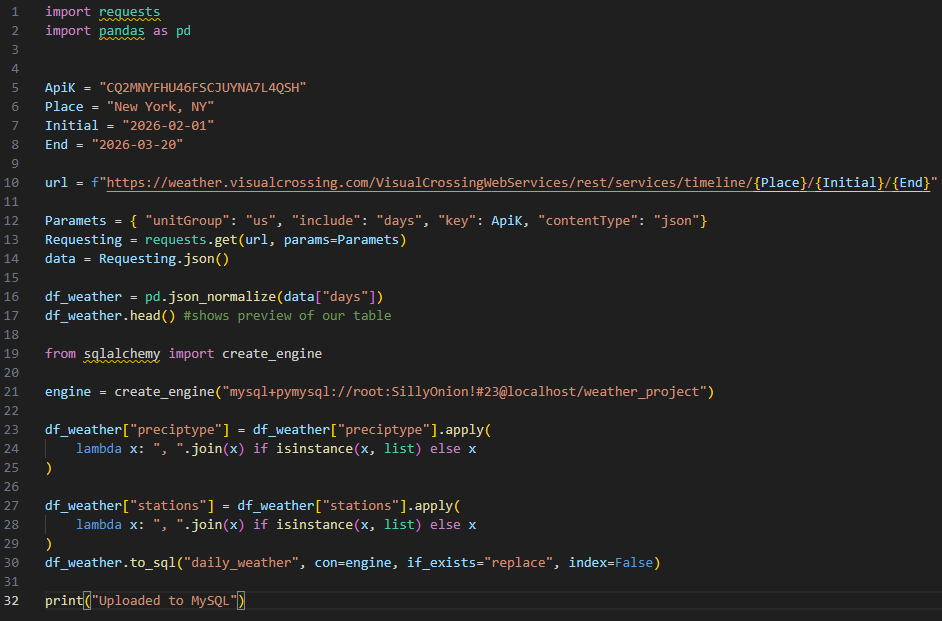 1 import requests
2 import pandas as pd
3
4
5 ApiK = "CQ2MNYFHU46FSCJUYNA7L4QSH"
6 Place = "New York, NY"
7 Initial = "2026-02-01"
8 End = "2026-03-20"
9
10 url = f"https://weather.visualcrossing.com/VisualCrossingWebServices/rest/services/timeline/{Place}/{Initial}/{End}"
11
12 Paramets = { "unitGroup": "us", "include": "days", "key": ApiK, "contentType": "json"}
13 Requesting = requests.get(url, params=Paramets)
14 data = Requesting.json()
15
16 df_weather = pd.json_normalize(data["days"])
17 df_weather.head() #shows preview of our table
18
19 from sqlalchemy import create_engine
20
21 engine = create_engine("mysql+pymysql://root:SillyOnion!#23@localhost/weather_project")
22
23 df_weather["preciptype"] = df_weather["preciptype"].apply(
24     lambda x: ", ".join(x) if isinstance(x, list) else x
25 )
26
27 df_weather["stations"] = df_weather["stations"].apply(
28     lambda x: ", ".join(x) if isinstance(x, list) else x
29 )
30 df_weather.to_sql("daily_weather", con=engine, if_exists="replace", index=False)
31
32 print("Uploaded to MySQL")